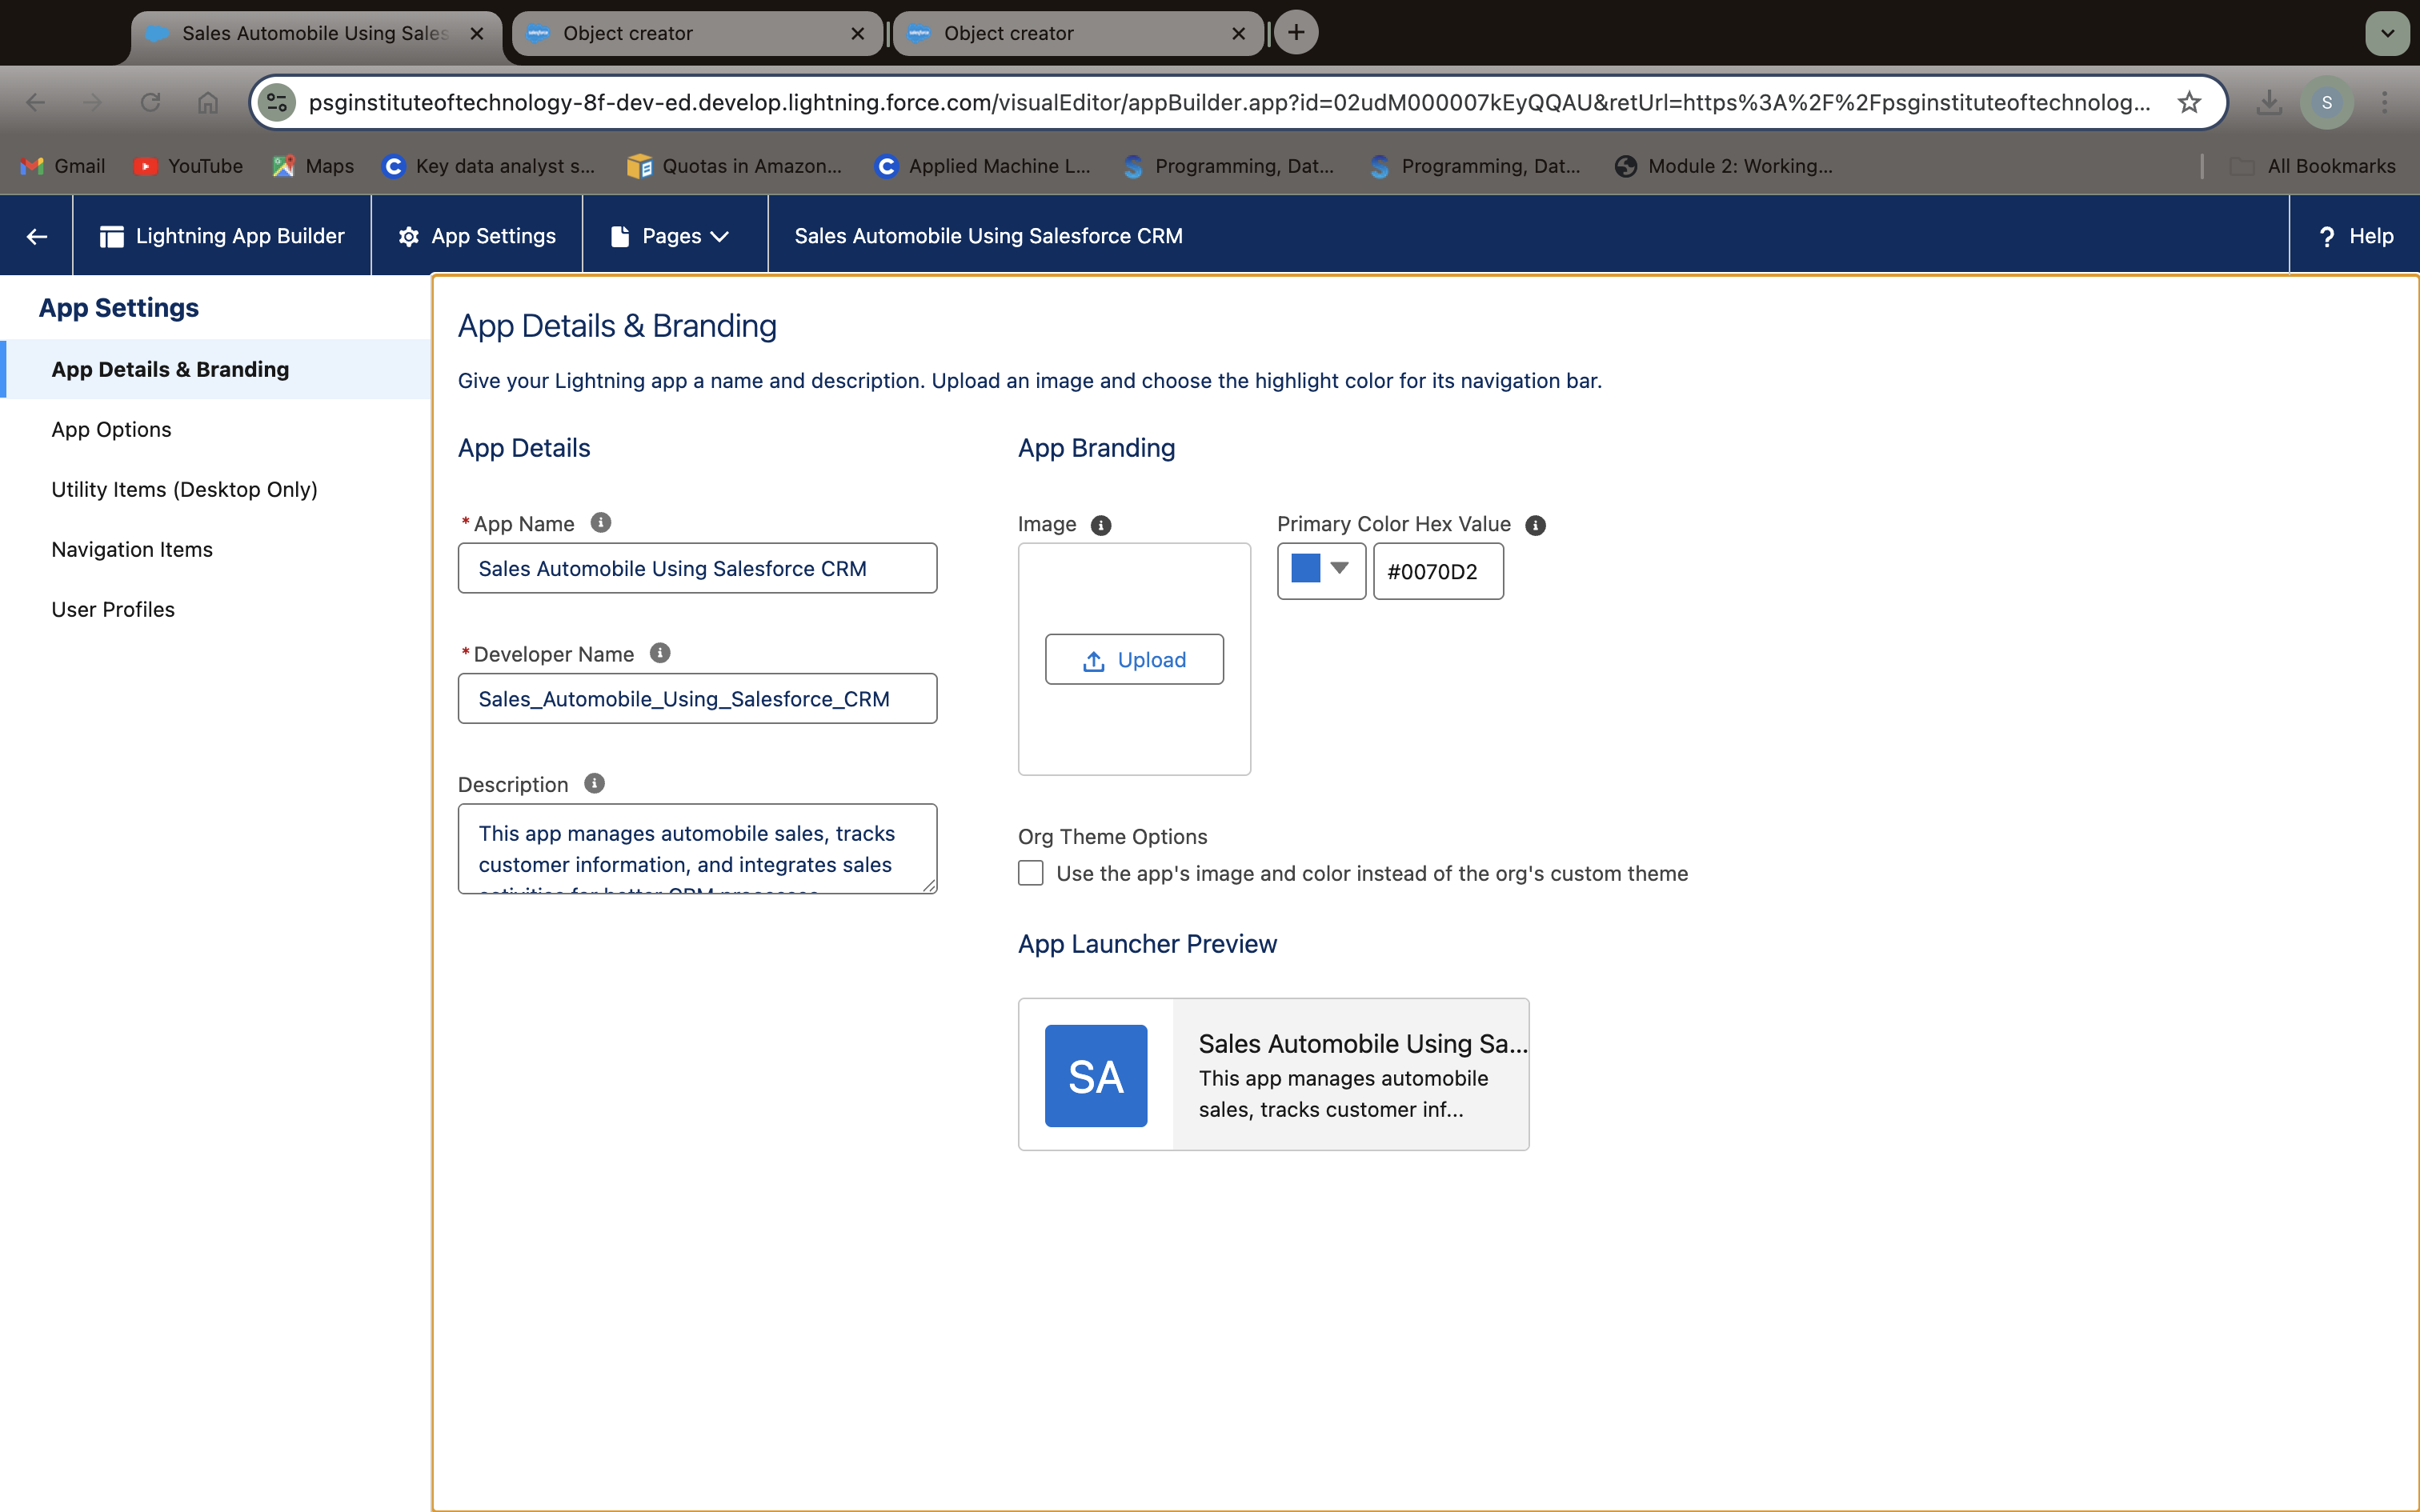 Sales Automobile Using Sales
Object creator
Object creator
psginstituteoftechnology-8f-dev-ed.develop.lightning.force.com/visualEditor/appBuilder.app?id=02udM000007kEyQQAU&retUrl=https%3A%2F%2Fpsginstituteoftechnolog...
S
Gmail
YouTube
Maps
Key data analyst s...
Quotas in Amazon...
Applied Machine L...
Programming, Dat...
Programming, Dat...
Module 2: Working...
All Bookmarks
Lightning App Builder
App Settings
Pages
Sales Automobile Using Salesforce CRM
? Help
App Settings
App Details & Branding
App Options
Utility Items (Desktop Only)
Navigation Items
User Profiles
App Details & Branding
Give your Lightning app a name and description. Upload an image and choose the highlight color for its navigation bar.
App Details
*App Name
Sales Automobile Using Salesforce CRM
*Developer Name
Sales_Automobile_Using_Salesforce_CRM
Description
This app manages automobile sales, tracks
customer information, and integrates sales
activities for better CRM processes
App Branding
Image
Primary Color Hex Value
#0070D2
Upload
Org Theme Options
Use the app's image and color instead of the org's custom theme
App Launcher Preview
SA
Sales Automobile Using Sa...
This app manages automobile
sales, tracks customer inf...